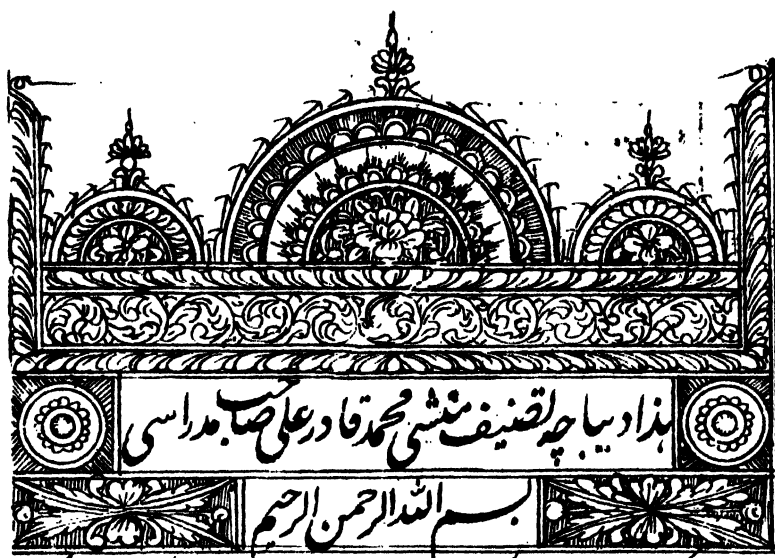 ہذا دیباچہ تصنیف منشی محمد قادر علی صاحب مدراسی
بسم اللہ الرحمن الرحیم